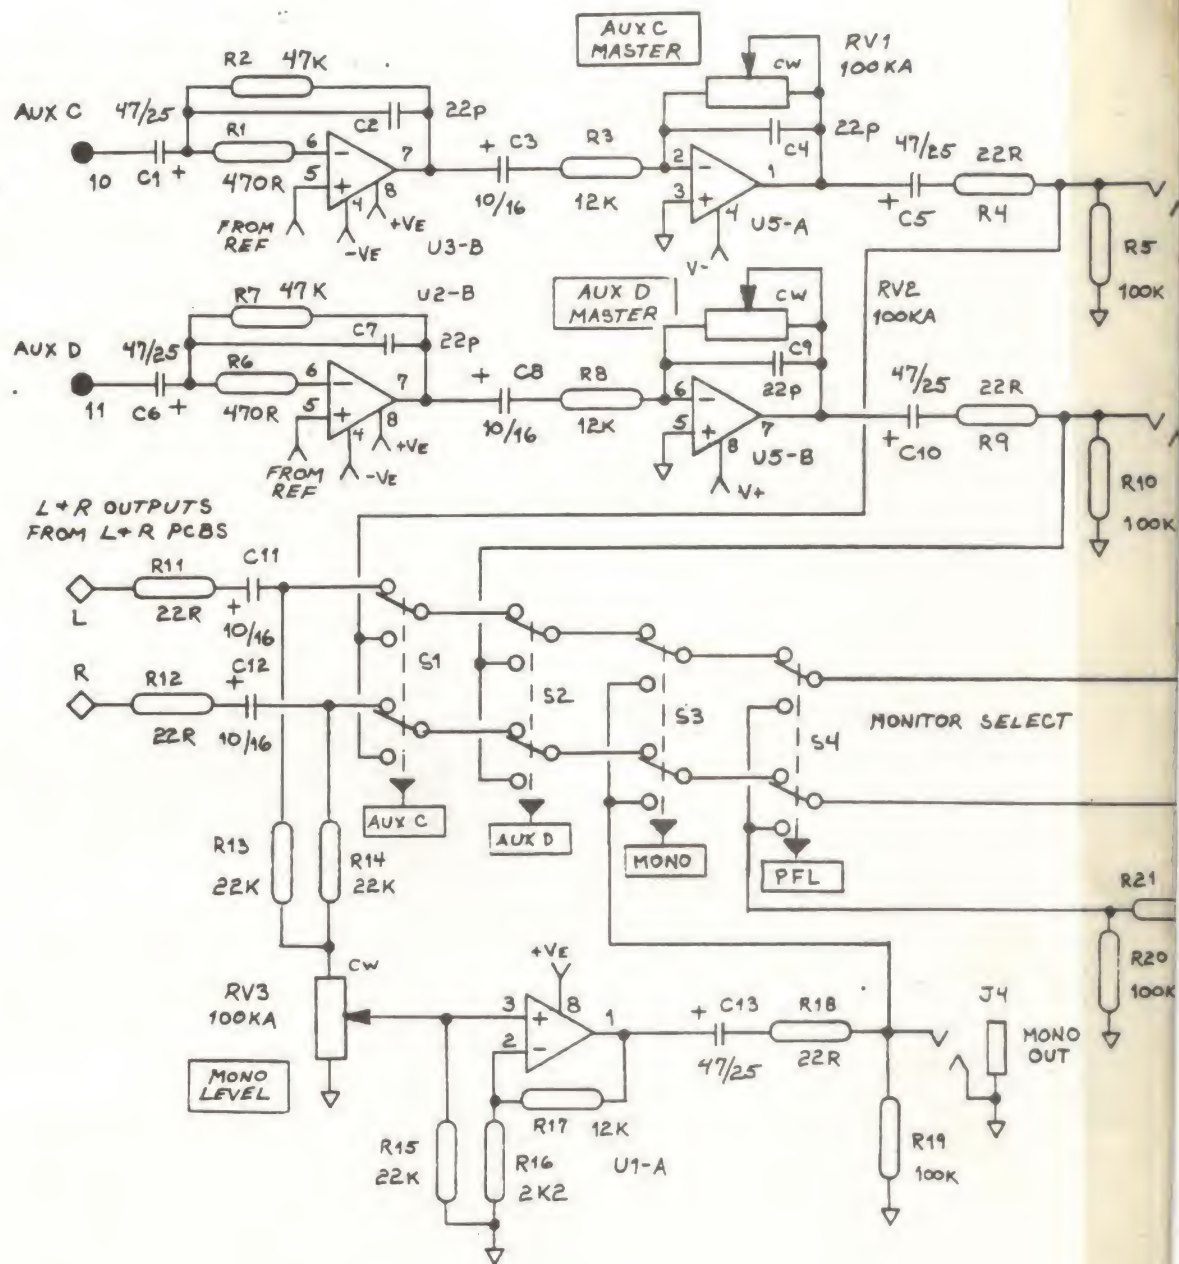 AUX C
MASTER
RV1
100KA
CW
R2 47K
AUX C
47/25
C2
22P
R1
6
7
C3
R3
2
C4
22P
1
47/25
22R
10
C1
+
470R
5
4
8
+VE
-VE
FROM
REF
U3-B
+
10/16
12K
3
4
V-
U5-A
+
C5
R4
R5
100K
R7 47K
U2-B
AUX D
MASTER
CW
RV2
100KA
AUX D
47/25
C7
22P
R6
6
7
+
C8
R8
C9
22P
6
7
47/25
22R
11
C6
+
470R
5
4
8
+VE
-VE
FROM
REF
10/16
12K
5
8
V+
U5-B
+
C10
R9
R10
100K
L+R OUTPUTS
FROM L+R PCBS
R11
C11
L
22R
+
10/16
R
R12
C12
+
22R
10/16
S1
S2
S3
S4
MONITOR SELECT
AUX C
AUX D
MONO
PFL
R13
22K
R14
22K
R21
R20
100K
CW
RV3
100KA
MONO
LEVEL
+VE
3
8
1
2
+
C13
R18
47/25
22R
J4
MONO
OUT
R17
12K
R15
22K
R16
2K2
U1-A
R19
100K